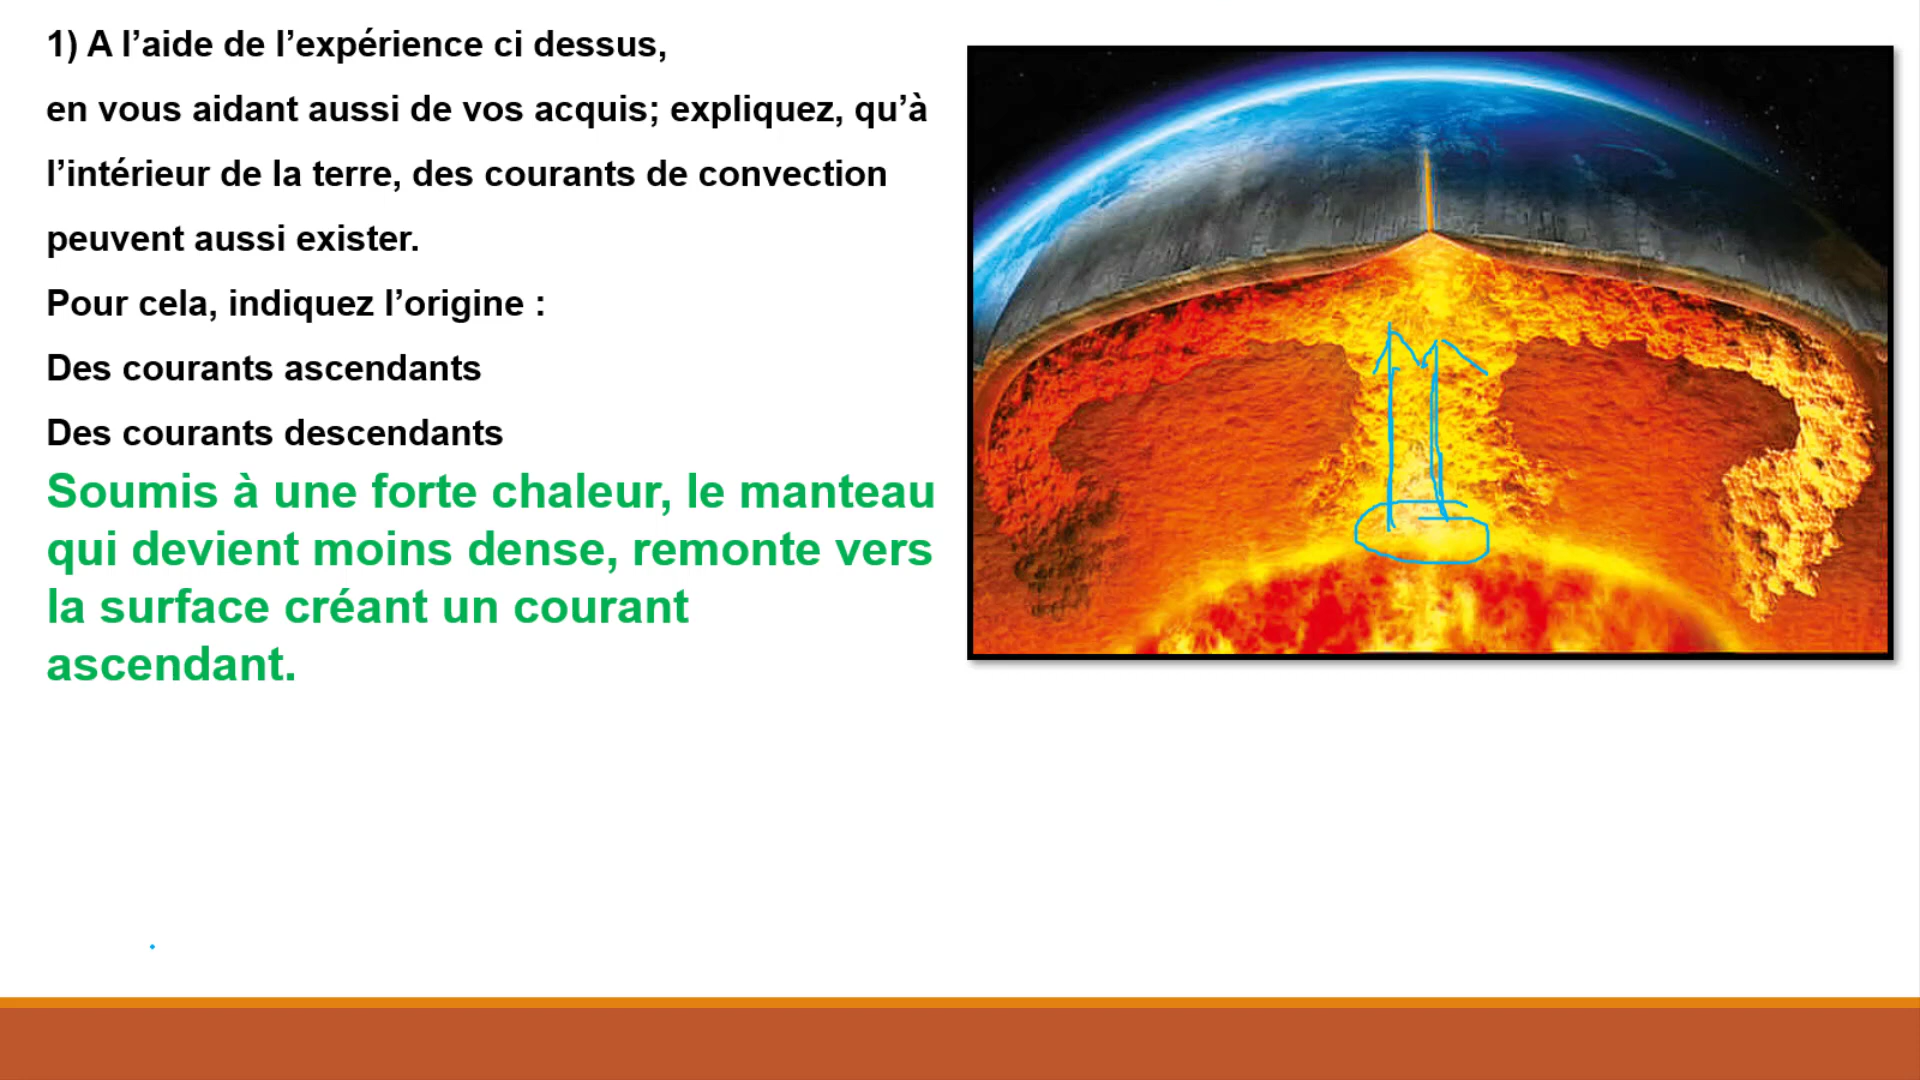 1) A l’aide de l’expérience ci dessus,
en vous aidant aussi de vos acquis; expliquez, qu’à
l’intérieur de la terre, des courants de convection
peuvent aussi exister.
Pour cela, indiquez l’origine :
Des courants ascendants
Des courants descendants
Soumis à une forte chaleur, le manteau
qui devient moins dense, remonte vers
la surface créant un courant
ascendant.